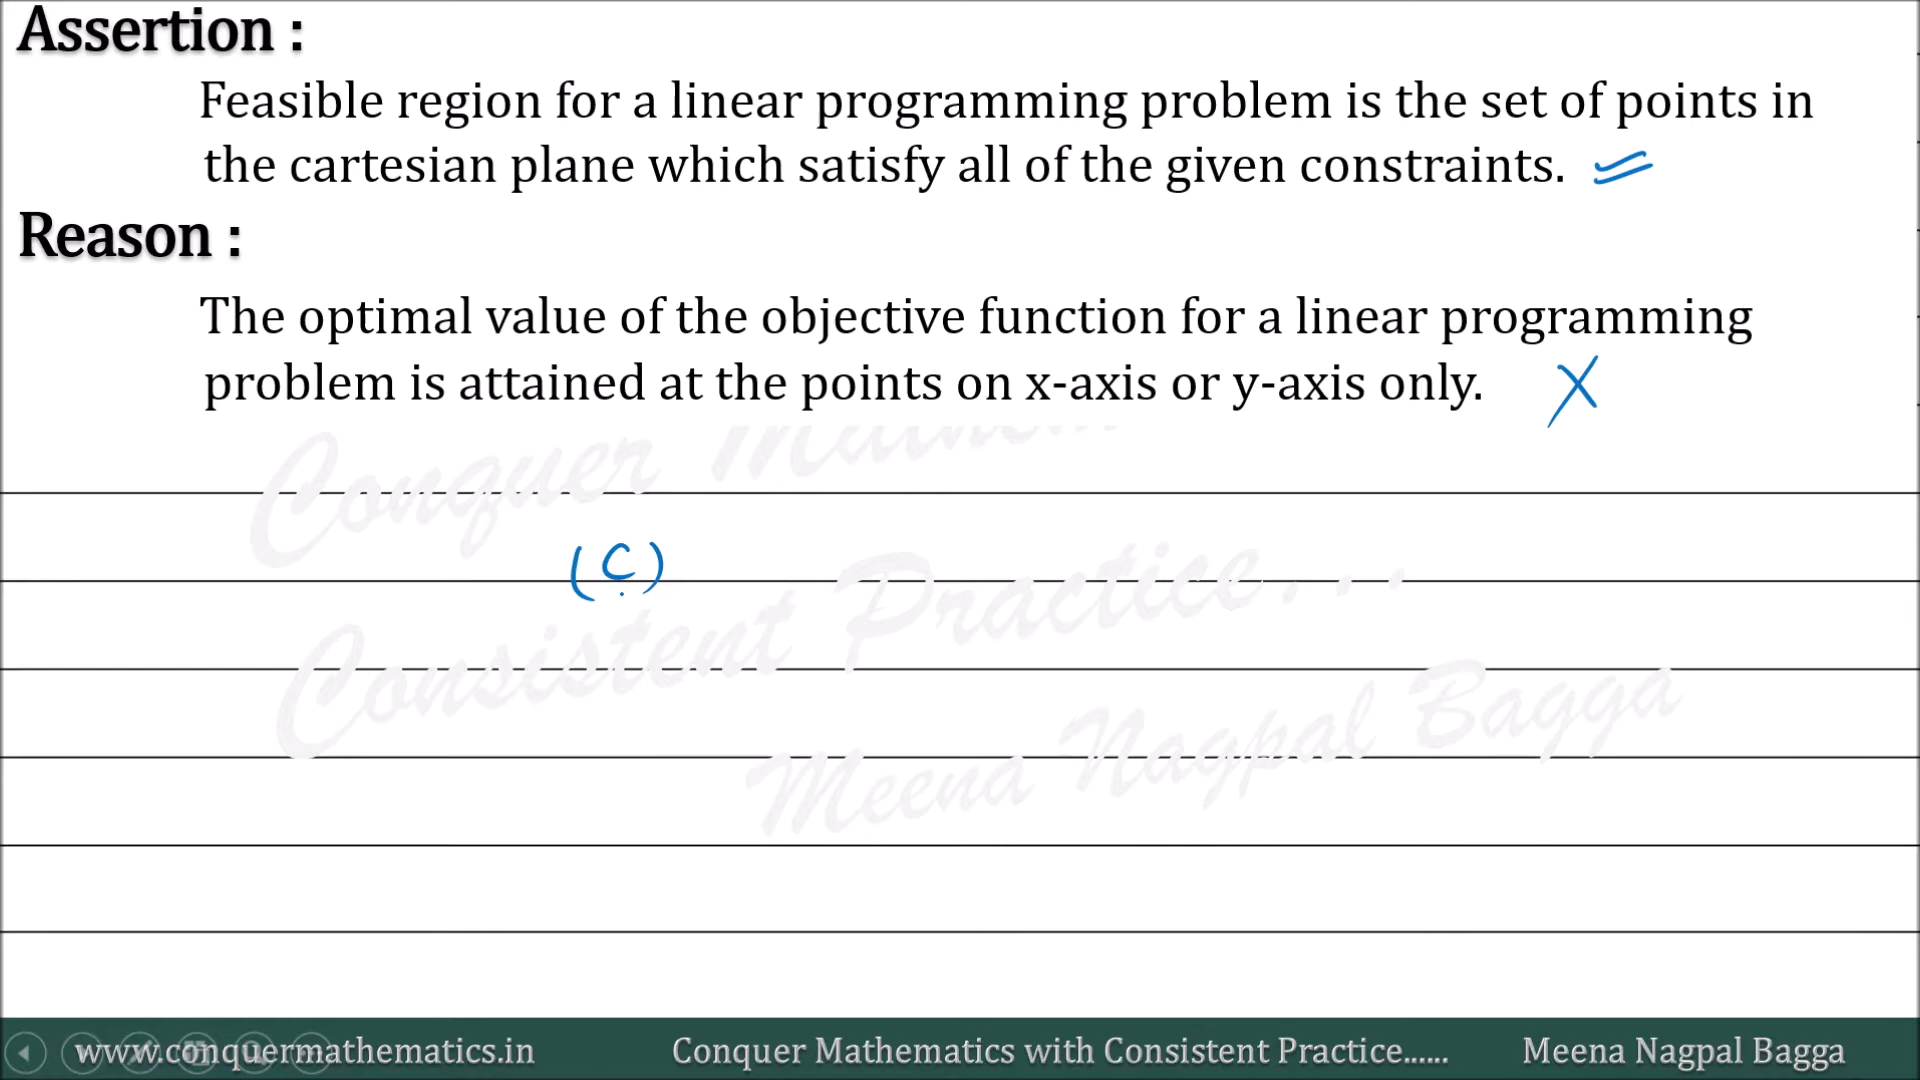 Assertion :
Feasible region for a linear programming problem is the set of points in
the cartesian plane which satisfy all of the given constraints.
Reason :
The optimal value of the objective function for a linear programming
problem is attained at the points on x-axis or y-axis only. X
Conquer Mathem
(C)
Consistent Practice...
Meena Nagpal Bagga
www.conquermathematics.in Conquer Mathematics with Consistent Practice...... Meena Nagpal Bagga